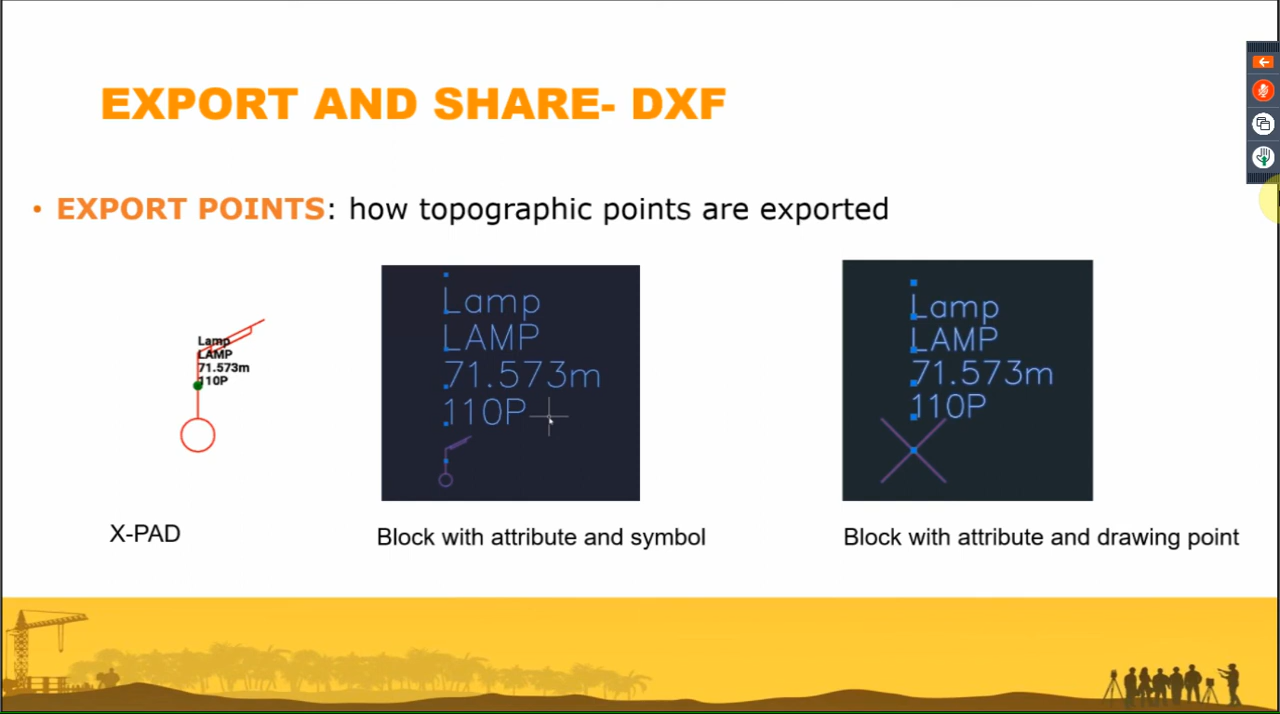 EXPORT AND SHARE- DXF
• EXPORT POINTS: how topographic points are exported
Lamp
LAMP
71.573m
110P
Lamp
LAMP
71.573m
110P
Lamp
LAMP
71.573m
110P
X-PAD
Block with attribute and symbol
Block with attribute and drawing point